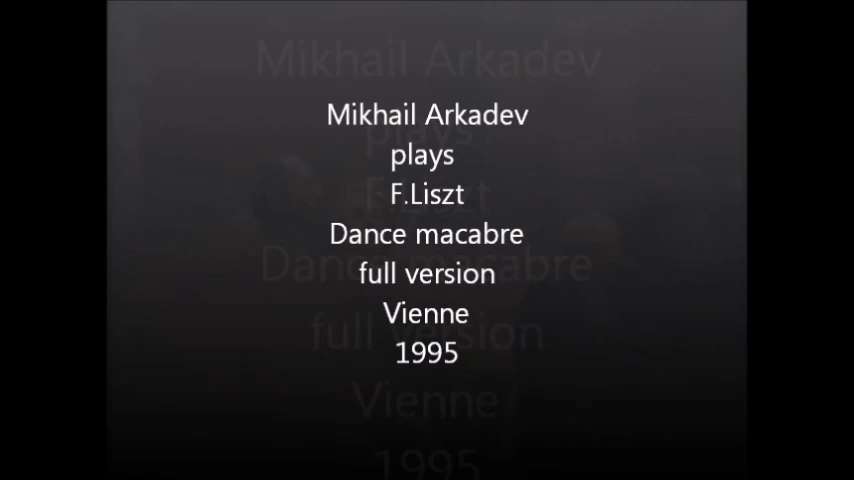 Mikhail Arkadev
plays
F.Liszt
Dance macabre
full version
Vienne
1995